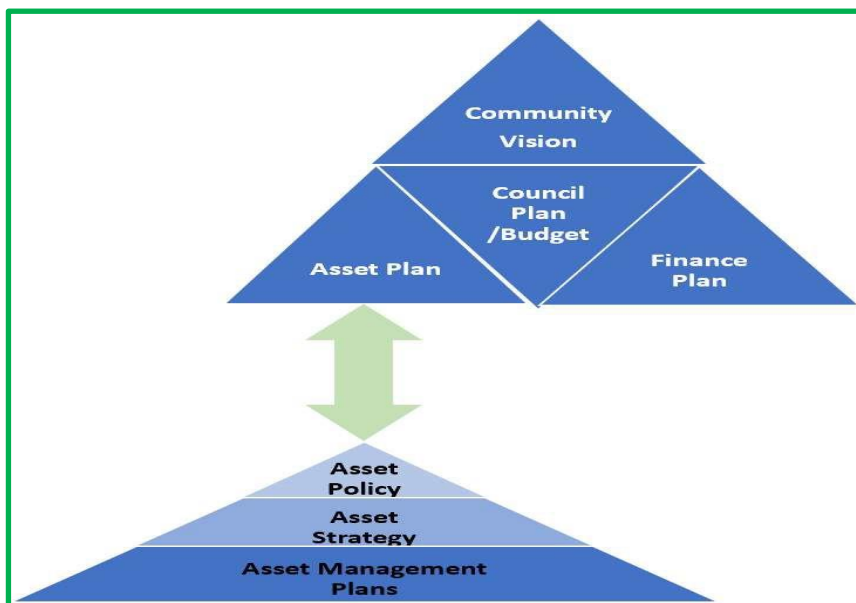 Community
Vision
Council
Plan
/Budget
Asset Plan
Finance
Plan
Asset
Policy
Asset
Strategy
Asset Management
Plans